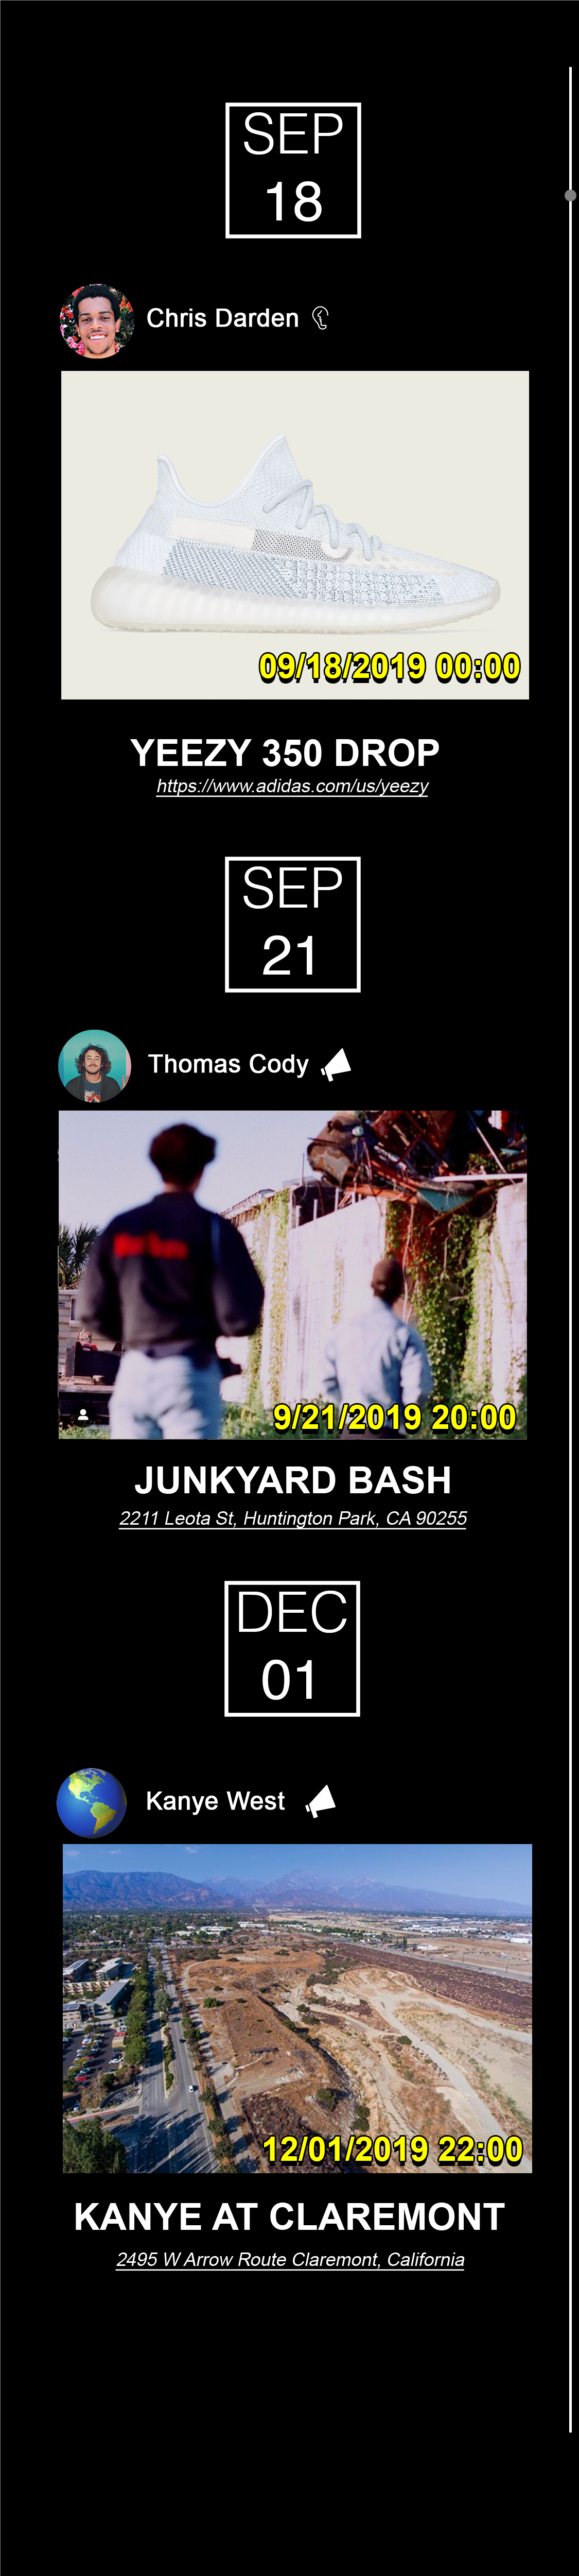 SEP
18
Chris Darden
09/18/2019 00:00
YEEZY 350 DROP
https://www.adidas.com/us/yeezy
SEP
21
Thomas Cody
9/21/2019 20:00
JUNKYARD BASH
2211 Leota St, Huntington Park, CA 90255
DEC
01
Kanye West
12/01/2019 22:00
KANYE AT CLAREMONT
2495 W Arrow Route Claremont, California